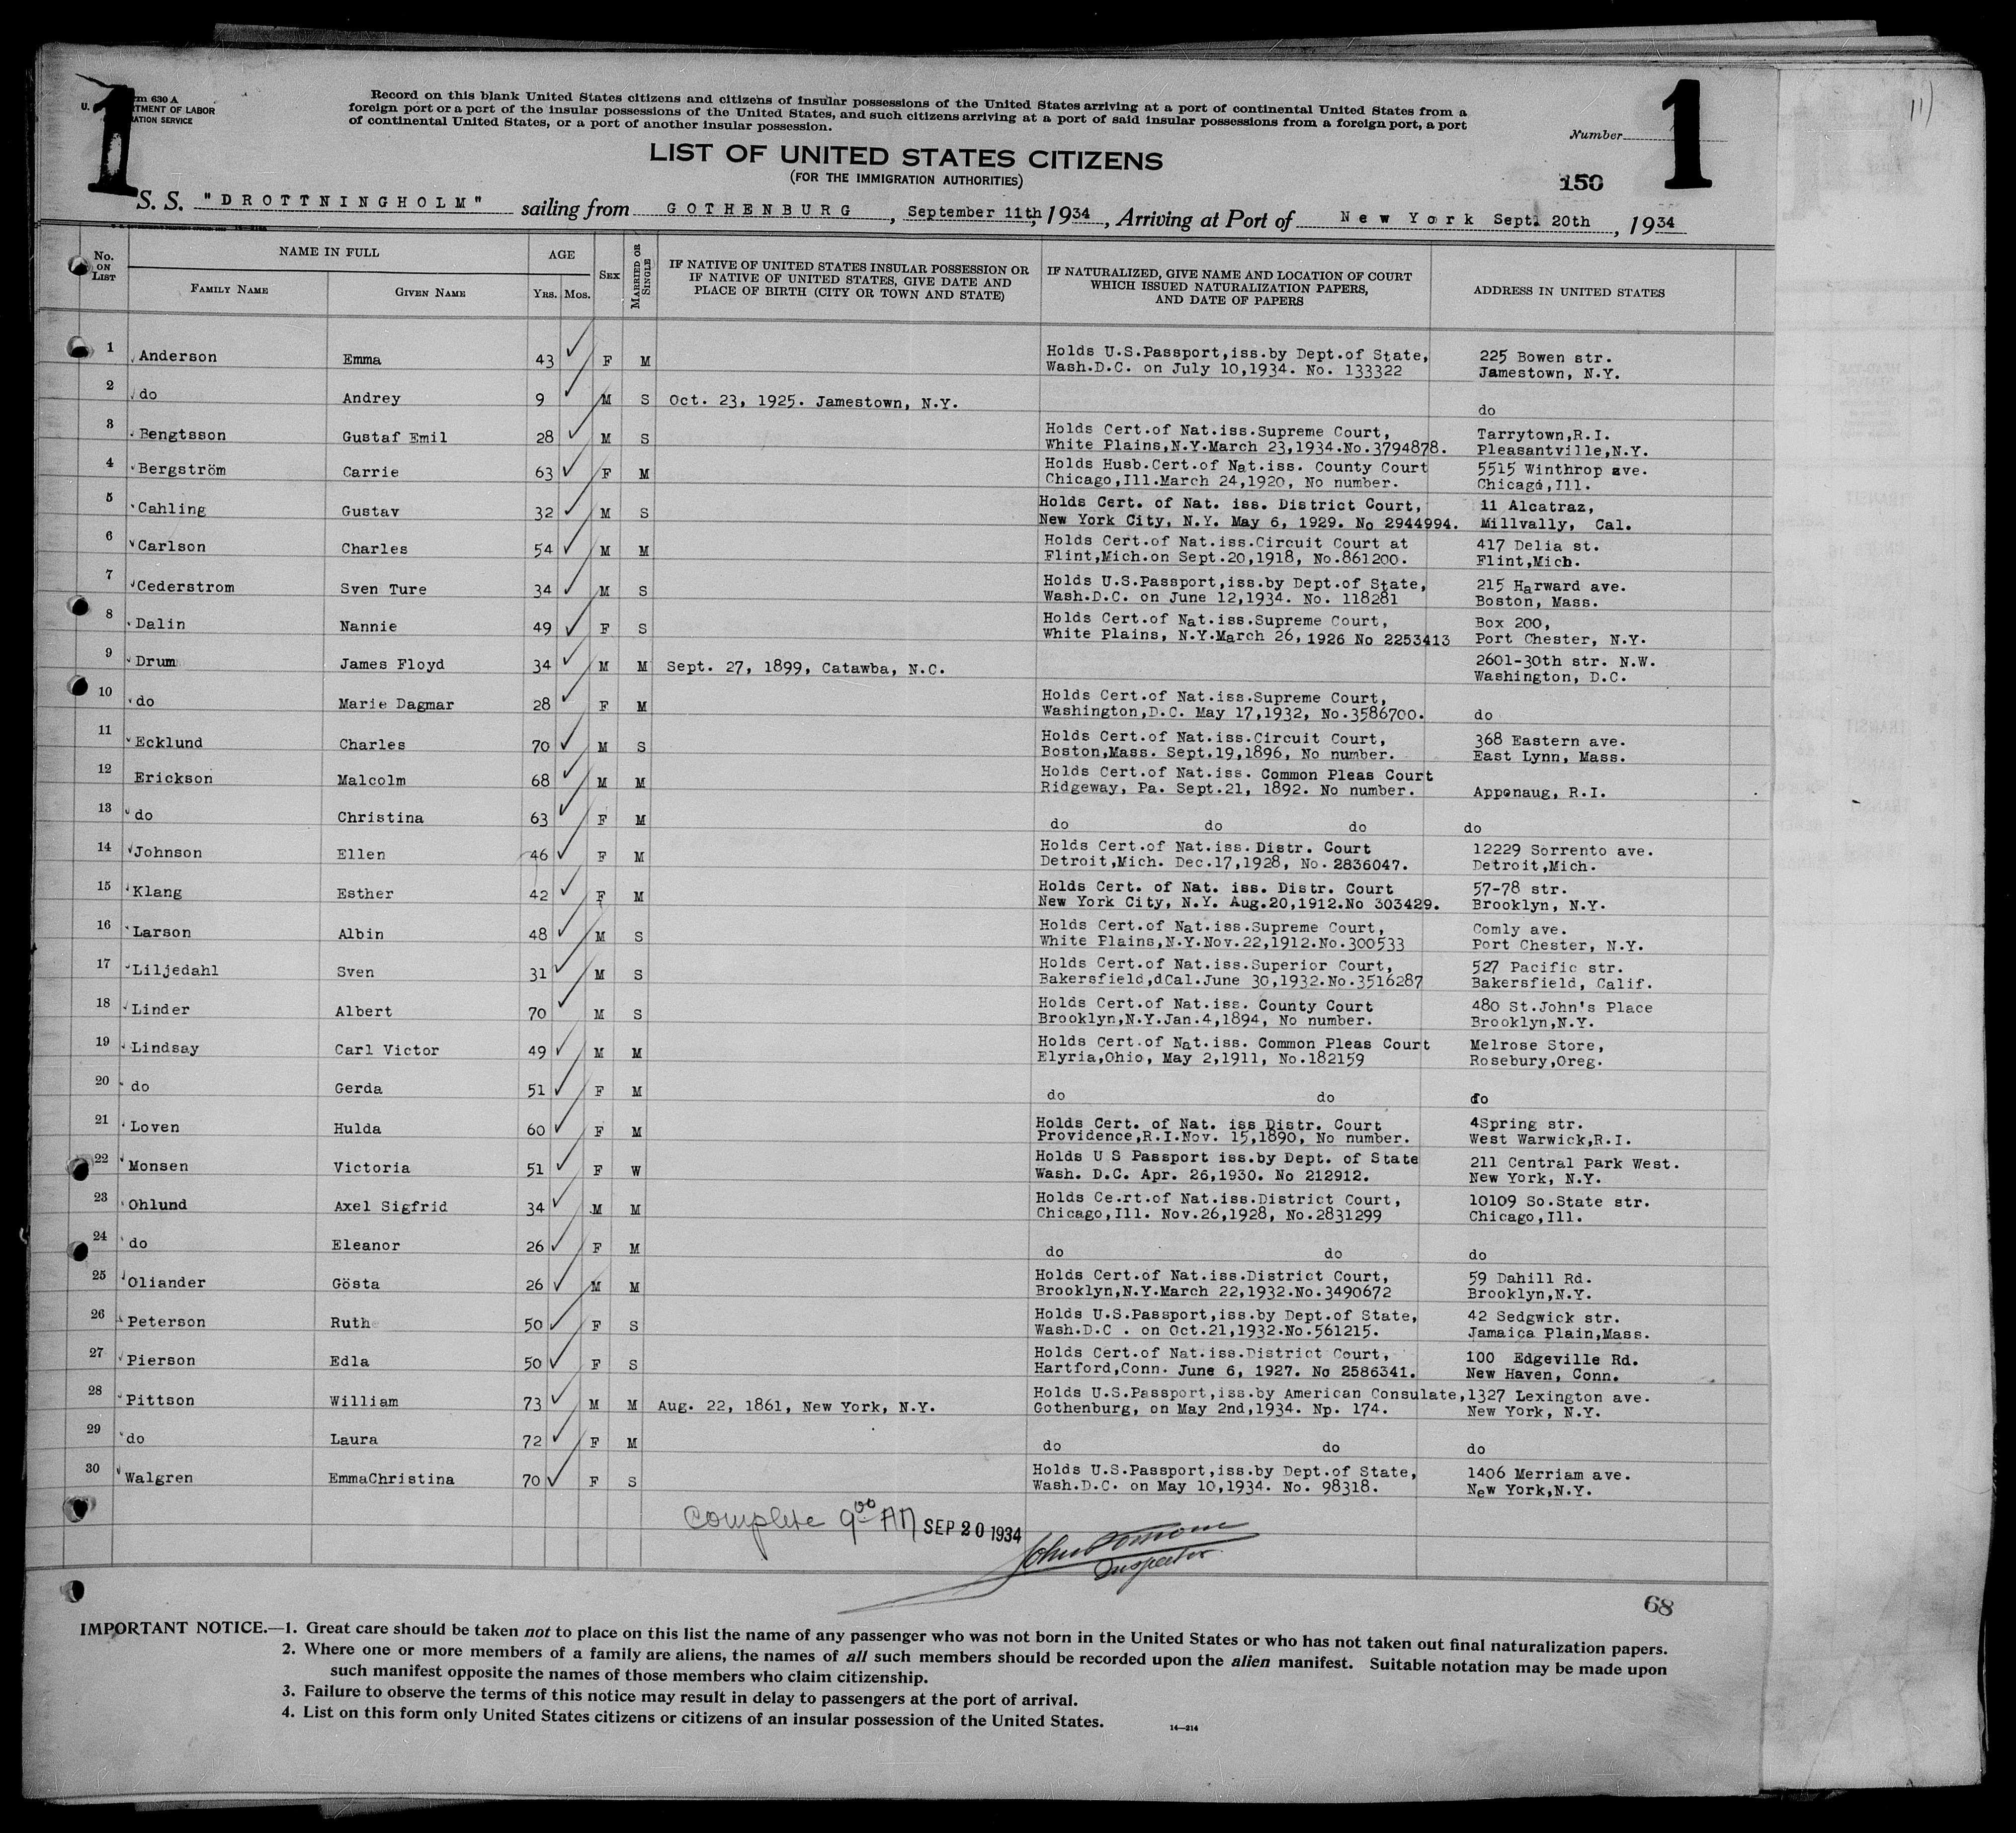 1
rm 630 A
U. TMENT OF LABOR
ATION SERVICE
Record on this blank United States citizens and citizens of insular possessions of the United States arriving at a port of continental United States from a
foreign port or a port of the insular possessions of the United States, and such citizens arriving at a port of said insular possessions from a foreign port, a port
of continental United States, or a port of another insular possession.
Number
1
11)
LIST OF UNITED STATES CITIZENS
(FOR THE IMMIGRATION AUTHORITIES)
150
S. S. "DROTTNINGHOLM" sailing from GOTHENBURG, September 11th, 1934, Arriving at Port of New York Sept. 20th, 1934
No. ON LIST NAME IN FULL AGE SEX MARRIED OR SINGLE IF NATIVE OF UNITED STATES INSULAR POSSESSION OR IF NATIVE OF UNITED STATES, GIVE DATE AND PLACE OF BIRTH (CITY OR TOWN AND STATE) IF NATURALIZED, GIVE NAME AND LOCATION OF COURT WHICH ISSUED NATURALIZATION PAPERS, AND DATE OF PAPERS ADDRESS IN UNITED STATES
FAMILY NAME GIVEN NAME YRS. MOS.
1 Anderson Emma 43 F M Holds U.S.Passport,iss.by Dept.of State, 225 Bowen str.
Wash.D.C. on July 10,1934. No. 133322 Jamestown, N.Y.
2 do Andrey 9 M S Oct. 23, 1925. Jamestown, N.Y. do
3 Bengtsson Gustaf Emil 28 M S Holds Cert.of Nat.iss.Supreme Court, Tarrytown,R.I.
White Plains,N.Y.March 23,1934.No.3794878. Pleasantville,N.Y.
4 Bergström Carrie 63 F M Holds Husb.Cert.of Nat.iss. County Court 5515 Winthrop ave.
Chicago,Ill.March 24,1920, No number. Chicago,Ill.
5 Cahling Gustav 32 M S Holds Cert. of Nat. iss. District Court, 11 Alcatraz,
New York City, N.Y. May 6, 1929. No 2944994. Millvally, Cal.
6 Carlson Charles 54 M M Holds Cert.of Nat.iss.Circuit Court at 417 Delia st.
Flint,Mich.on Sept.20,1918, No.861200. Flint,Mich.
7 Cederstrom Sven Ture 34 M S Holds U.S.Passport,iss.by Dept.of State, 215 Harward ave.
Wash.D.C. on June 12,1934. No. 118281 Boston, Mass.
8 Dalin Nannie 49 F S Holds Cert.of Nat.iss.Supreme Court, Box 200,
White Plains, N.Y.March 26, 1926 No 2253413 Port Chester, N.Y.
9 Drum James Floyd 34 M M Sept. 27, 1899, Catawba, N.C. 2601-30th str. N.W.
Washington, D.C.
10 do Marie Dagmar 28 F M Holds Cert.of Nat.iss.Supreme Court,
Washington,D.C. May 17,1932, No.3586700. do
11 Ecklund Charles 70 M S Holds Cert.of Nat.iss.Circuit Court, 368 Eastern ave.
Boston,Mass. Sept.19,1896, No number. East Lynn, Mass.
12 Erickson Malcolm 68 M M Holds Cert.of Nat.iss. Common Pleas Court
Ridgeway, Pa. Sept.21, 1892. No number. Apponaug, R.I.
13 do Christina 63 F M do do do do
14 Johnson Ellen 46 F M Holds Cert.of Nat.iss. Distr. Court 12229 Sorrento ave.
Detroit,Mich. Dec.17,1928, No. 2836047. Detroit,Mich.
15 Klang Esther 42 F M Holds Cert. of Nat. iss. Distr. Court 57-78 str.
New York City, N.Y. Aug.20,1912.No 303429. Brooklyn, N.Y.
16 Larson Albin 48 M S Holds Cert.of Nat.iss.Supreme Court, Comly ave.
White Plains,N.Y.Nov.22,1912.No.300533 Port Chester, N.Y.
17 Liljedahl Sven 31 M S Holds Cert.of Nat.iss.Superior Court, 527 Pacific str.
Bakersfield,dCal.June 30,1932.No.3516287 Bakersfield, Calif.
18 Linder Albert 70 M S Holds Cert.of Nat.iss. County Court 480 St.John's Place
Brooklyn,N.Y.Jan.4,1894, No number. Brooklyn,N.Y.
19 Lindsay Carl Victor 49 M M Holds Cert.of Nat.iss. Common Pleas Court Melrose Store,
Elyria,Ohio, May 2,1911, No.182159 Rosebury,Oreg.
20 do Gerda 51 F M do do do
21 Loven Hulda 60 F M Holds Cert. of Nat. iss Distr. Court 4Spring str.
Providence,R.I.Nov. 15,1890, No number. West Warwick,R.I.
22 Monsen Victoria 51 F W Holds U S Passport iss.by Dept. of State 211 Central Park West.
Wash. D.C. Apr. 26,1930. No 212912. New York, N.Y.
23 Ohlund Axel Sigfrid 34 M M Holds Ce.rt.of Nat.iss.District Court, 10109 So.State str.
Chicago,Ill. Nov.26,1928, No.2831299 Chicago,Ill.
24 do Eleanor 26 F M do do do
25 Oliander Gösta 26 M M Holds Cert.of Nat.iss.District Court, 59 Dahill Rd.
Brooklyn,N.Y.March 22,1932.No.3490672 Brooklyn,N.Y.
26 Peterson Ruth 50 F S Holds U.S.Passport,iss.by Dept.of State, 42 Sedgwick str.
Wash.D.C . on Oct.21,1932.No.561215. Jamaica Plain,Mass.
27 Pierson Edla 50 F S Holds Cert.of Nat.iss.District Court, 100 Edgeville Rd.
Hartford,Conn. June 6, 1927. No 2586341. New Haven, Conn.
28 Pittson William 73 M M Aug. 22, 1861, New York, N.Y. Holds U.S.Passport,iss.by American Consulate, 1327 Lexington ave.
Gothenburg, on May 2nd,1934. Np. 174. New York, N.Y.
29 do Laura 72 F M do do do
30 Walgren EmmaChristina 70 F S Holds U.S.Passport,iss.by Dept.of State, 1406 Merriam ave.
Wash.D.C. on May 10,1934. No. 98318. New York,N.Y.
Complete 9 00 AM SEP 20 1934
Inspector
68
IMPORTANT NOTICE.—1. Great care should be taken not to place on this list the name of any passenger who was not born in the United States or who has not taken out final naturalization papers.
2. Where one or more members of a family are aliens, the names of all such members should be recorded upon the alien manifest. Suitable notation may be made upon
such manifest opposite the names of those members who claim citizenship.
3. Failure to observe the terms of this notice may result in delay to passengers at the port of arrival.
4. List on this form only United States citizens or citizens of an insular possession of the United States.
14—214